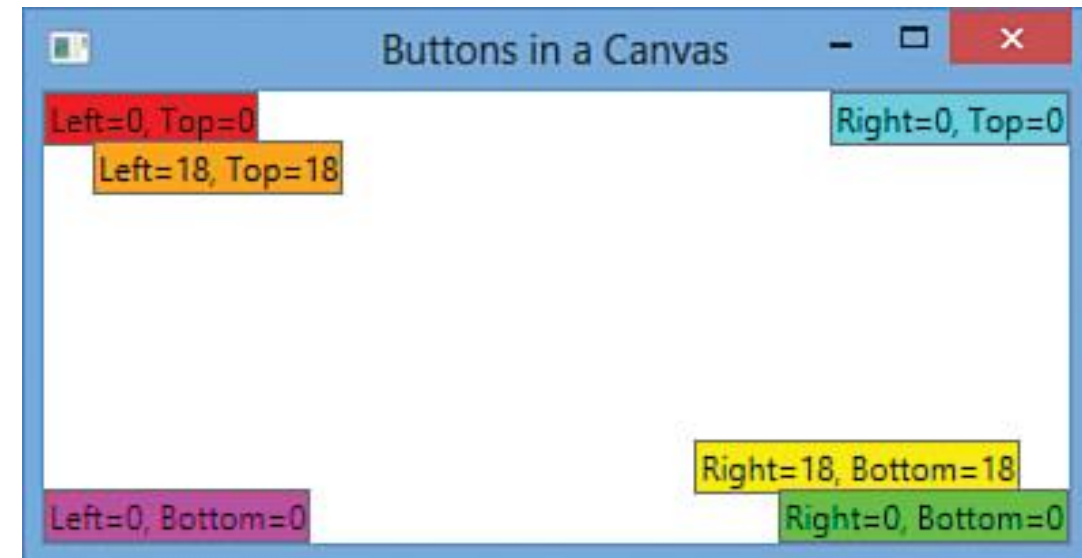 Buttons in a Canvas
Left=0, Top=0
Right=0, Top=0
Left=18, Top=18
Right=18, Bottom=18
Left=0, Bottom=0
Right=0, Bottom=0